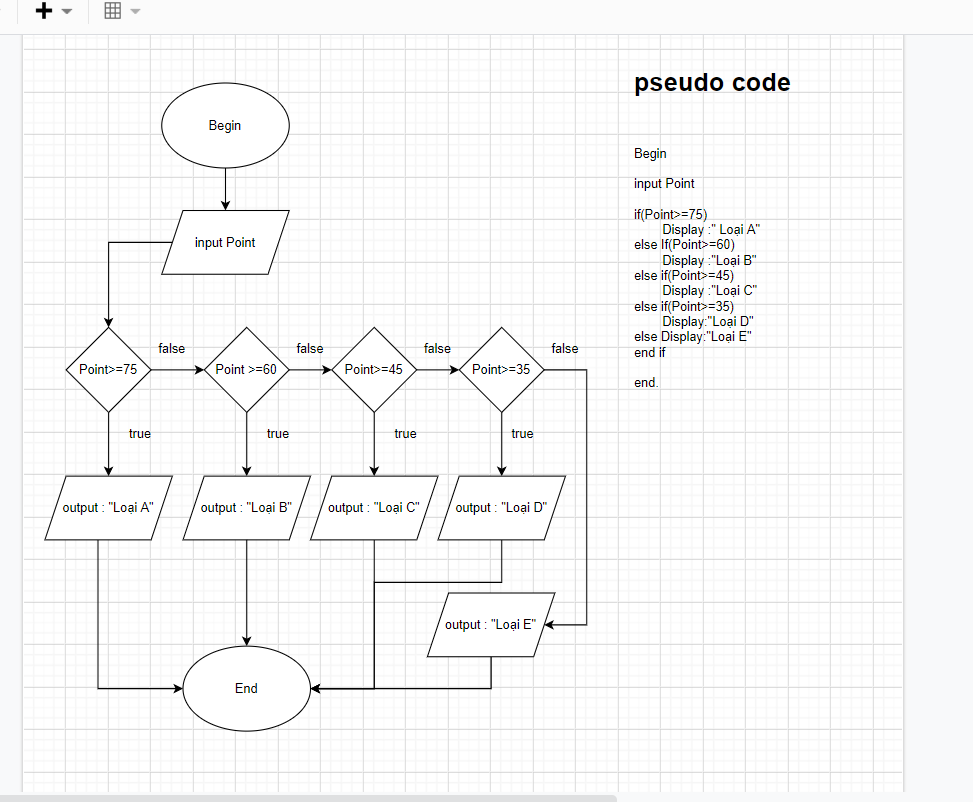 Begin
input Point
Point>=75
false
Point >=60
false
Point>=45
false
Point>=35
false
true
true
true
true
output : "Loại A"
output : "Loại B"
output : "Loại C"
output : "Loại D"
output : "Loại E"
End
pseudo code
Begin
input Point
if(Point>=75)
Display :" Loại A"
else If(Point>=60)
Display :"Loại B"
else if(Point>=45)
Display :"Loại C"
else if(Point>=35)
Display:"Loại D"
else Display:"Loại E"
end if
end.